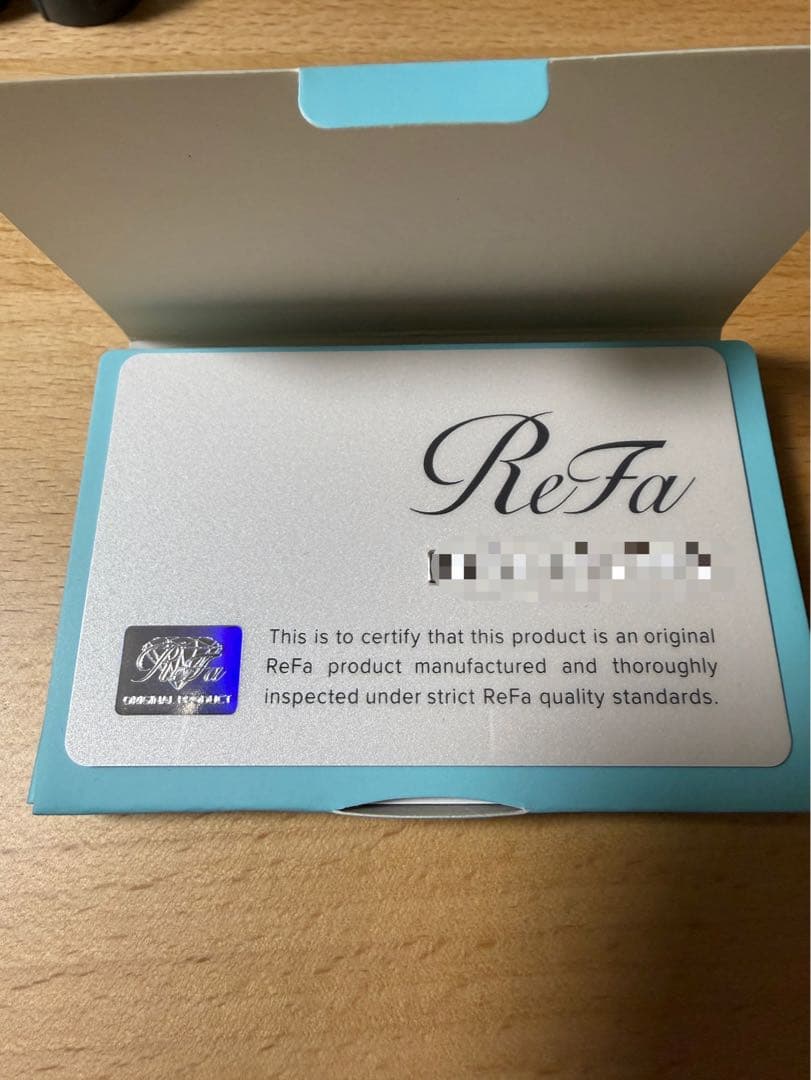 ReFa
This is to certify that this product is an original
ReFa product manufactured and thoroughly
inspected under strict ReFa quality standards.
ReFa
ORIGINAL PRODUCT